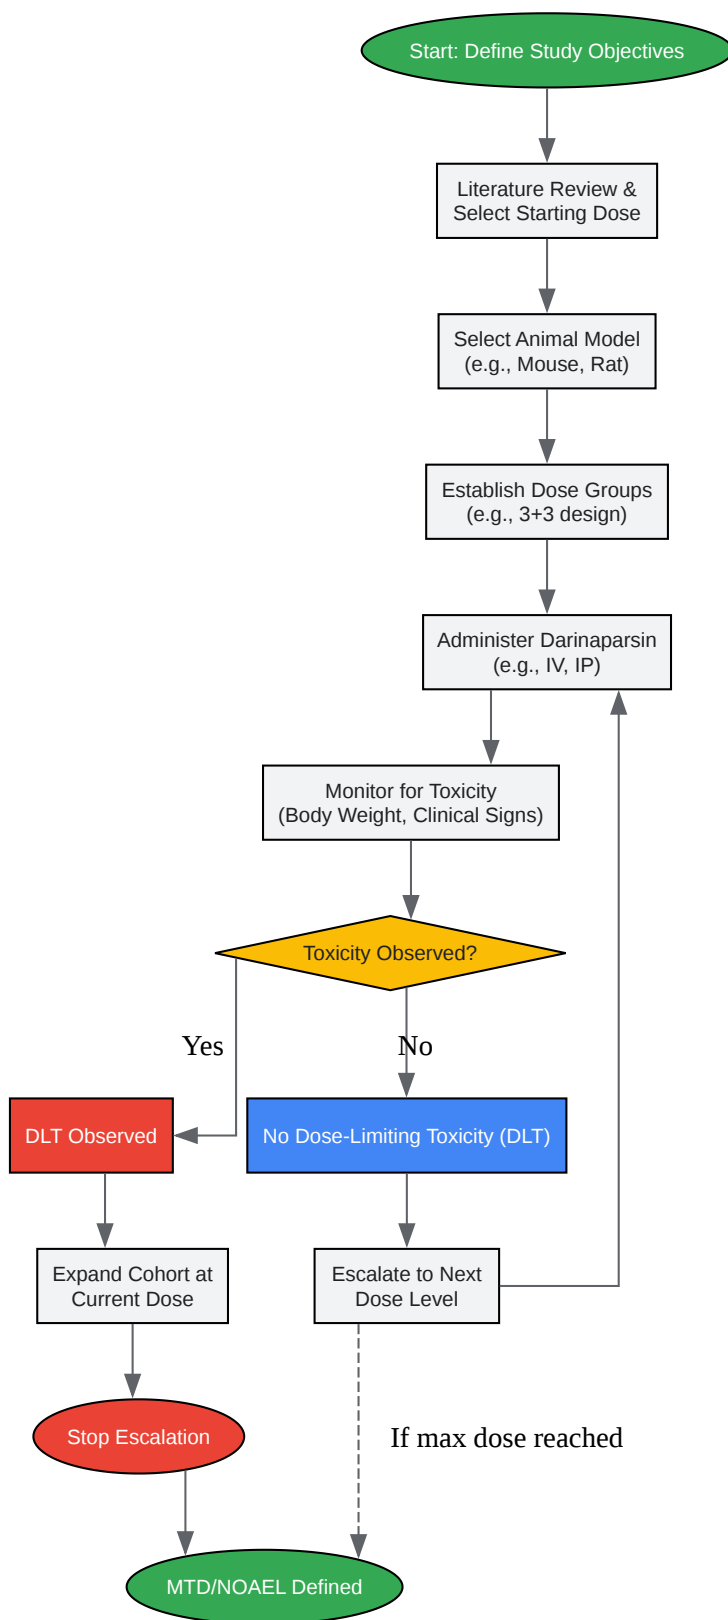 Start: Define Study Objectives
Literature Review &
Select Starting Dose
Select Animal Model
(e.g., Mouse, Rat)
Establish Dose Groups
(e.g., 3+3 design)
Administer Darinaparsin
(e.g., IV, IP)
Monitor for Toxicity
(Body Weight, Clinical Signs)
Toxicity Observed?
Yes
No
DLT Observed
No Dose-Limiting Toxicity (DLT)
Expand Cohort at
Current Dose
Escalate to Next
Dose Level
Stop Escalation
If max dose reached
MTD/NOAEL Defined